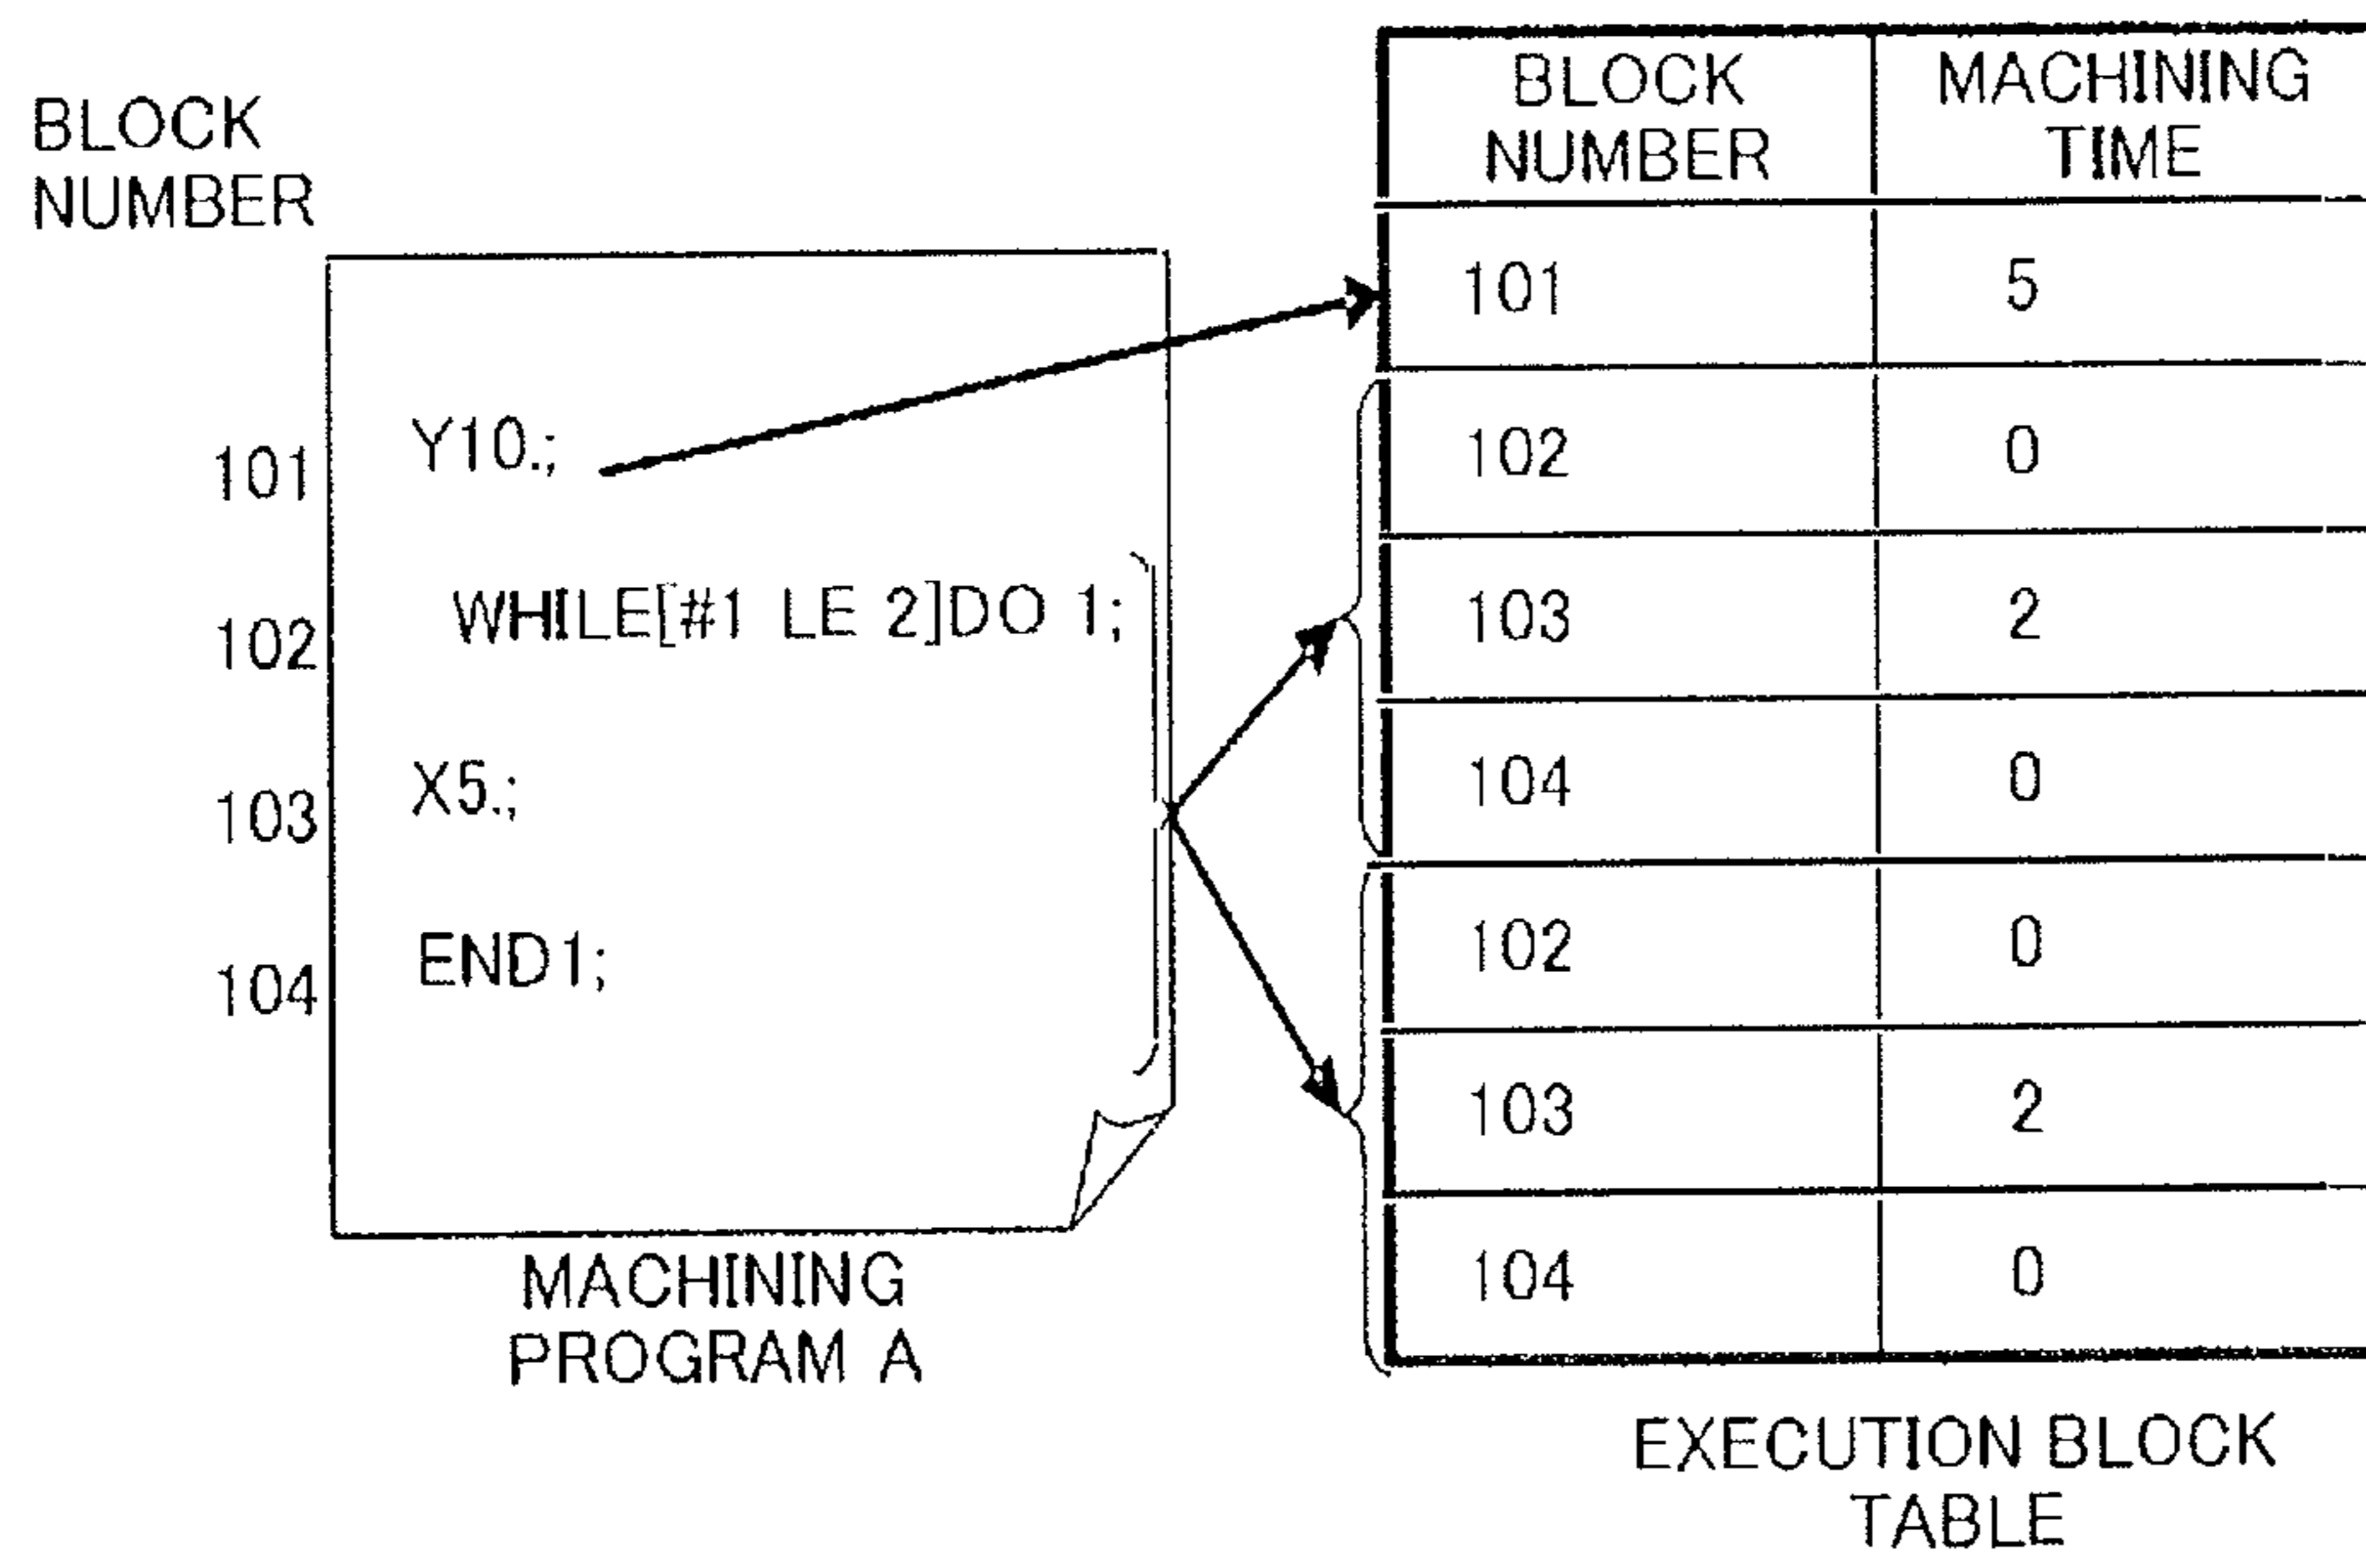 BLOCK
NUMBER
101 Y10.;
102 WHILE[#1 LE 2]DO 1;
103 X5.;
104 END1;
MACHINING
PROGRAM A
BLOCK NUMBER MACHINING TIME
101 5
102 0
103 2
104 0
102 0
103 2
104 0
EXECUTION BLOCK
TABLE